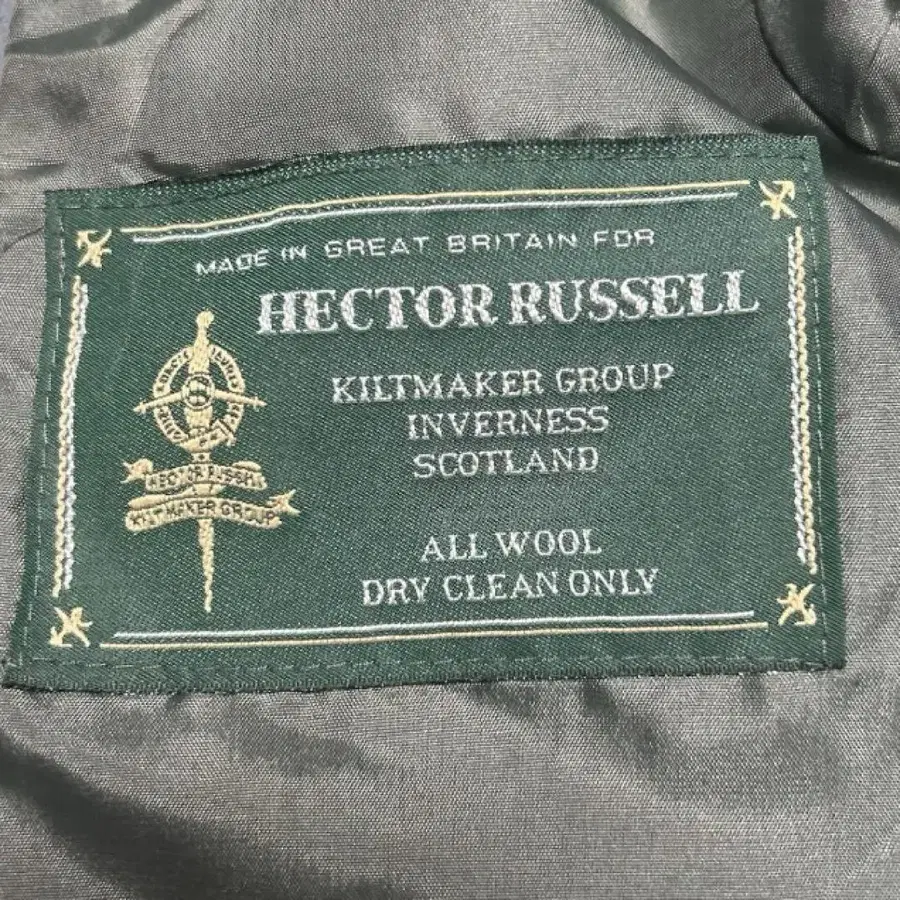 MADE IN GREAT BRITAIN FOR
HECTOR RUSSELL
KILTMAKER GROUP
INVERNESS
SCOTLAND
ALL WOOL
DRY CLEAN ONLY
HECTOR RUSSELL
KILTMAKER GROUP